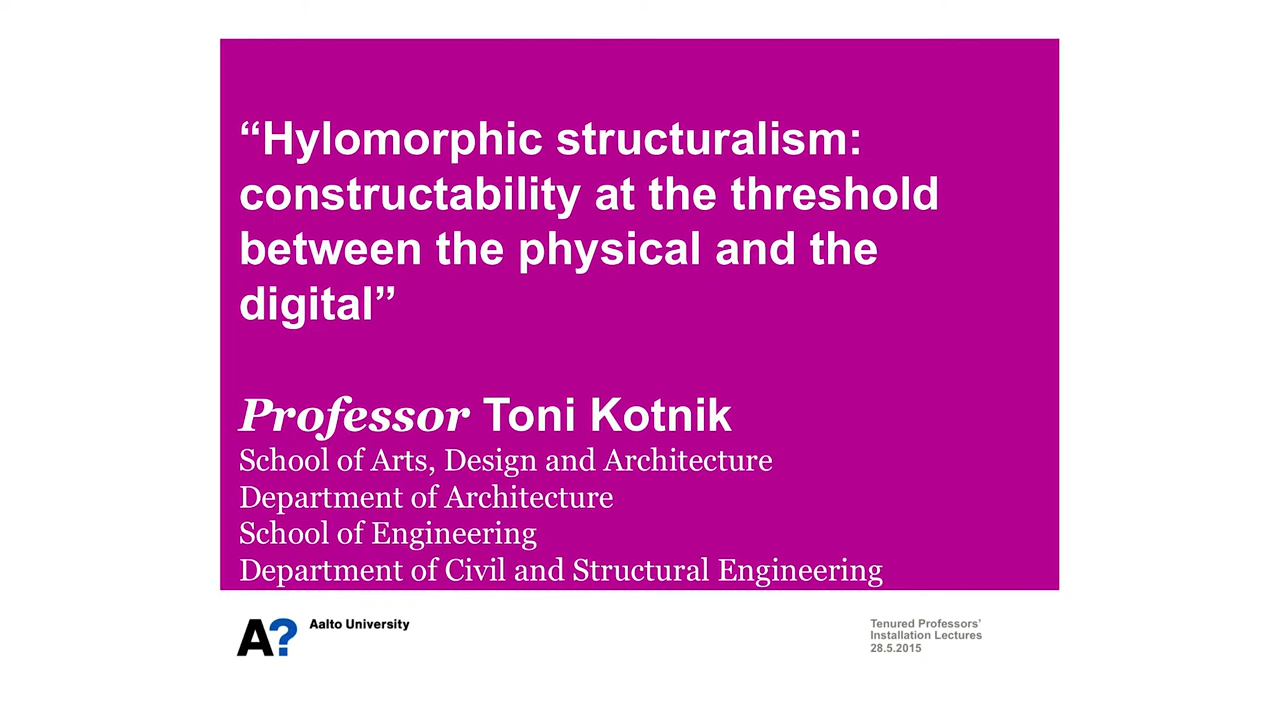 “Hylomorphic structuralism:
constructability at the threshold
between the physical and the
digital”
Professor Toni Kotnik
School of Arts, Design and Architecture
Department of Architecture
School of Engineering
Department of Civil and Structural Engineering
A?
Aalto University
Tenured Professors’
Installation Lectures
28.5.2015